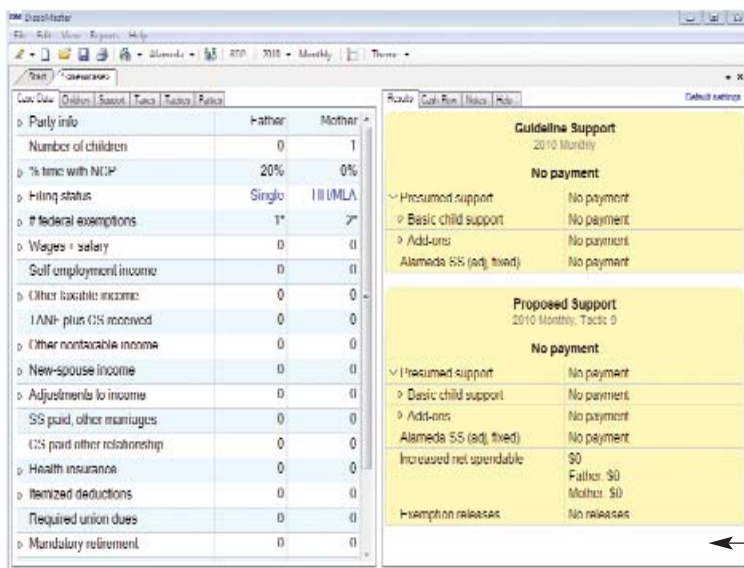 DissoMaster
File Edit View Reports Help
Alameda 2010 Monthly Theme
Start
Case Data Children Support Taxes Tactics Parties
Party info Father Mother
Number of children 0 1
% time with NCP 20% 0%
Filing status Single HH/MLA
# federal exemptions 1* 2*
Wages + salary 0 0
Self employment income 0 0
Other taxable income 0 0
TANF plus CS received 0 0
Other nontaxable income 0 0
New-spouse income 0 0
Adjustments to income 0 0
SS paid, other marriages 0 0
CS paid other relationship 0 0
Health insurance 0 0
Itemized deductions 0 0
Required union dues 0 0
Mandatory retirement 0 0
Results Cash Flow Notes Help
Default settings
Guideline Support
2010 Monthly
No payment
Presumed support No payment
Basic child support No payment
Add-ons No payment
Alameda SS (adj, fixed) No payment
Proposed Support
2010 Monthly, Tactic 9
No payment
Presumed support No payment
Basic child support No payment
Add-ons No payment
Alameda SS (adj, fixed) No payment
Increased net spendable $0
Father. $0
Mother. $0
Exemption releases No releases